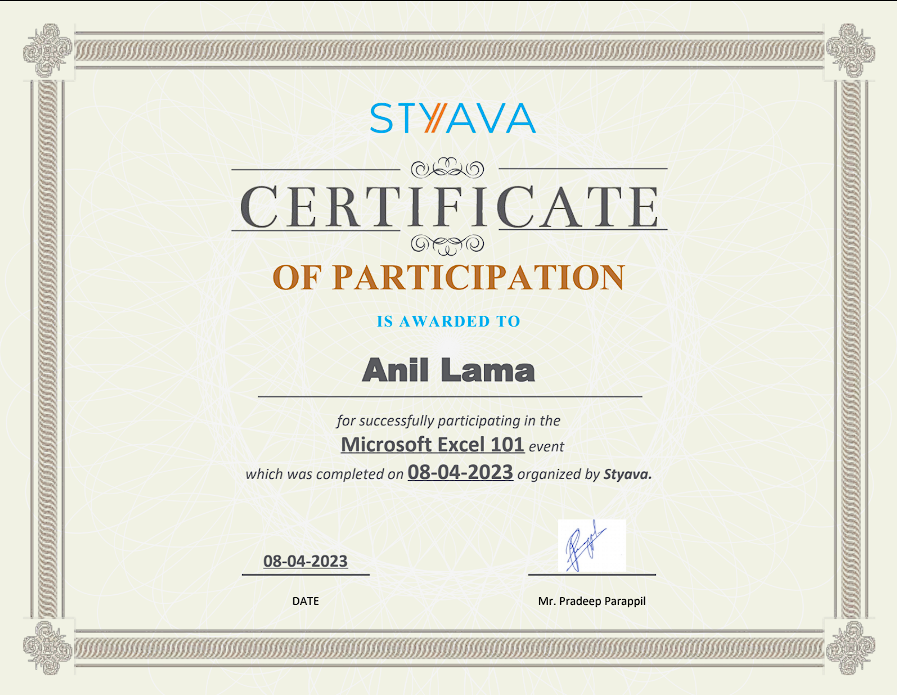 STYAVA
CERTIFICATE
OF PARTICIPATION
IS AWARDED TO
Anil Lama
for successfully participating in the
Microsoft Excel 101 event
which was completed on 08-04-2023 organized by Styava.
08-04-2023
DATE
Mr. Pradeep Parappil